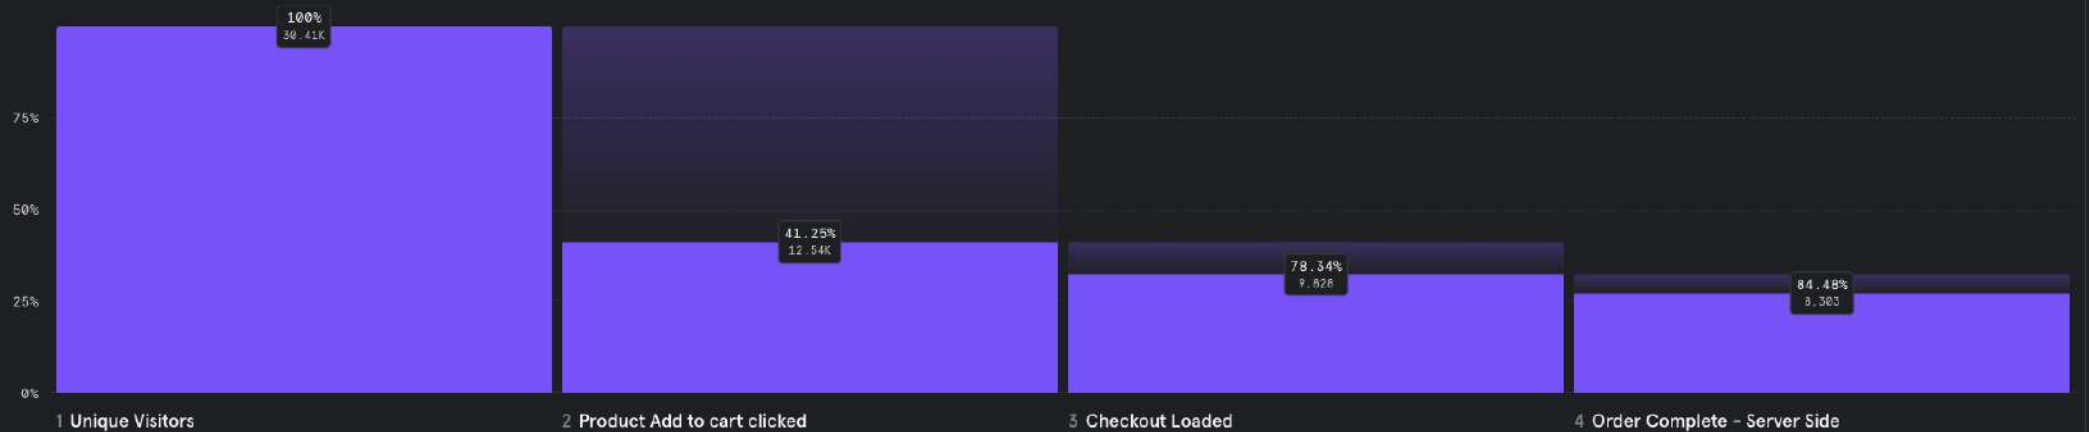 100%
30.41K
75%
50%
25%
0%
41.25%
12.54K
78.34%
9,828
84.48%
8,303
1 Unique Visitors
2 Product Add to cart clicked
3 Checkout Loaded
4 Order Complete - Server Side